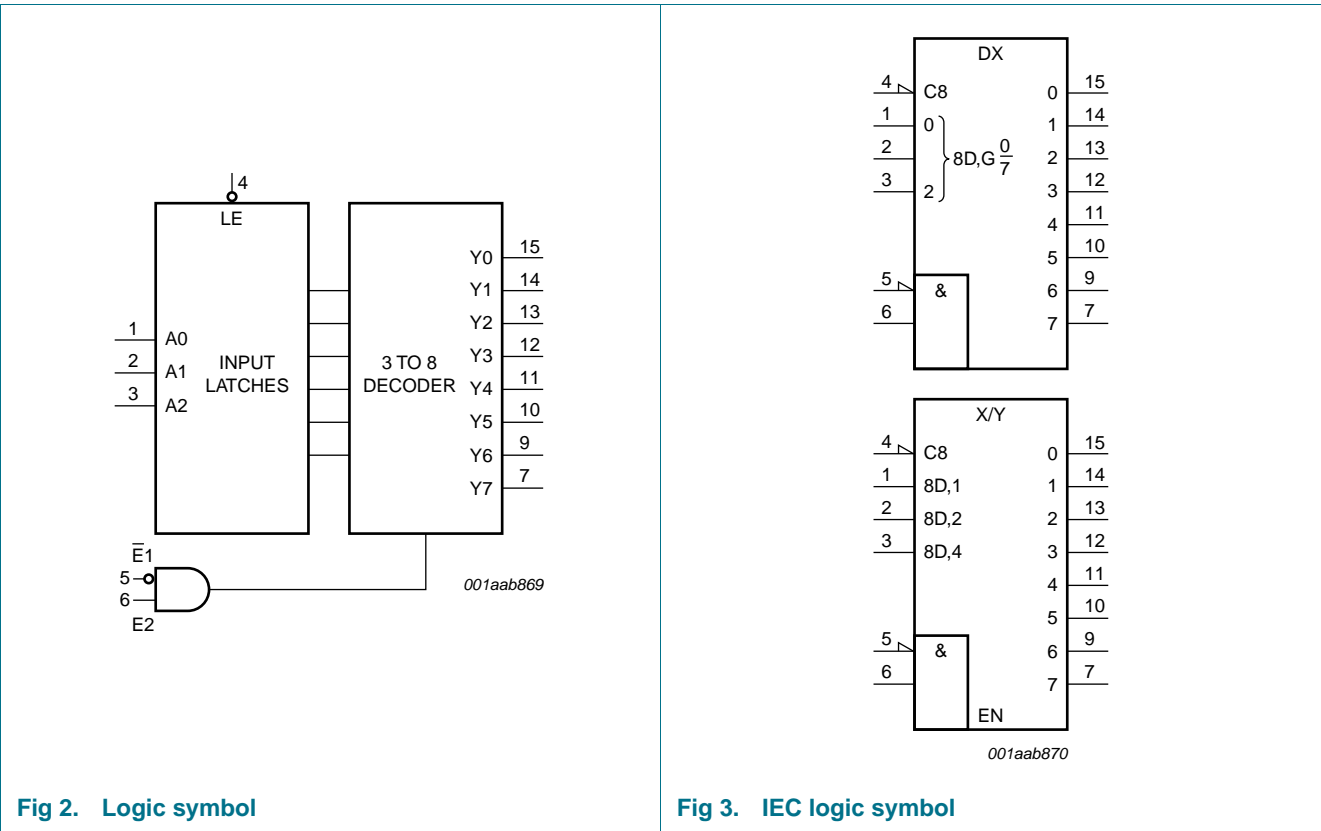 4
LE
1 A0
2 A1
3 A2
INPUT
LATCHES
3 TO 8
DECODER
Y0 15
Y1 14
Y2 13
Y3 12
Y4 11
Y5 10
Y6 9
Y7 7
E̅1
5
6
E2
001aab869
Fig 2. Logic symbol
DX
4 C8 0 15
1 0 1 14
2 8D,G 0/7 2 13
3 2 3 12
4 11
5 10
5 & 6 9
6 7 7
X/Y
4 C8 0 15
1 8D,1 1 14
2 8D,2 2 13
3 8D,4 3 12
4 11
5 10
5 & 6 9
6 7 7
EN
001aab870
Fig 3. IEC logic symbol